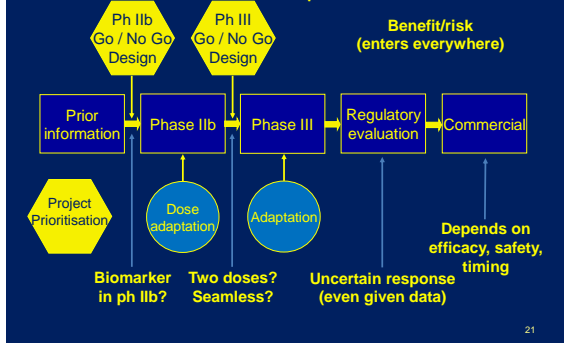 Ph IIb
Go / No Go
Design
Ph III
Go / No Go
Design
Benefit/risk
(enters everywhere)
Prior
information
Phase IIb
Phase III
Regulatory
evaluation
Commercial
Project
Prioritisation
Dose
adaptation
Adaptation
Biomarker
in ph IIb?
Two doses?
Seamless?
Uncertain response
(even given data)
Depends on
efficacy, safety,
timing
21